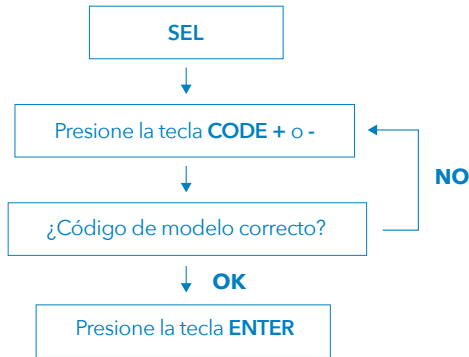 SEL
Presione la tecla CODE + o -
NO
¿Código de modelo correcto?
OK
Presione la tecla ENTER